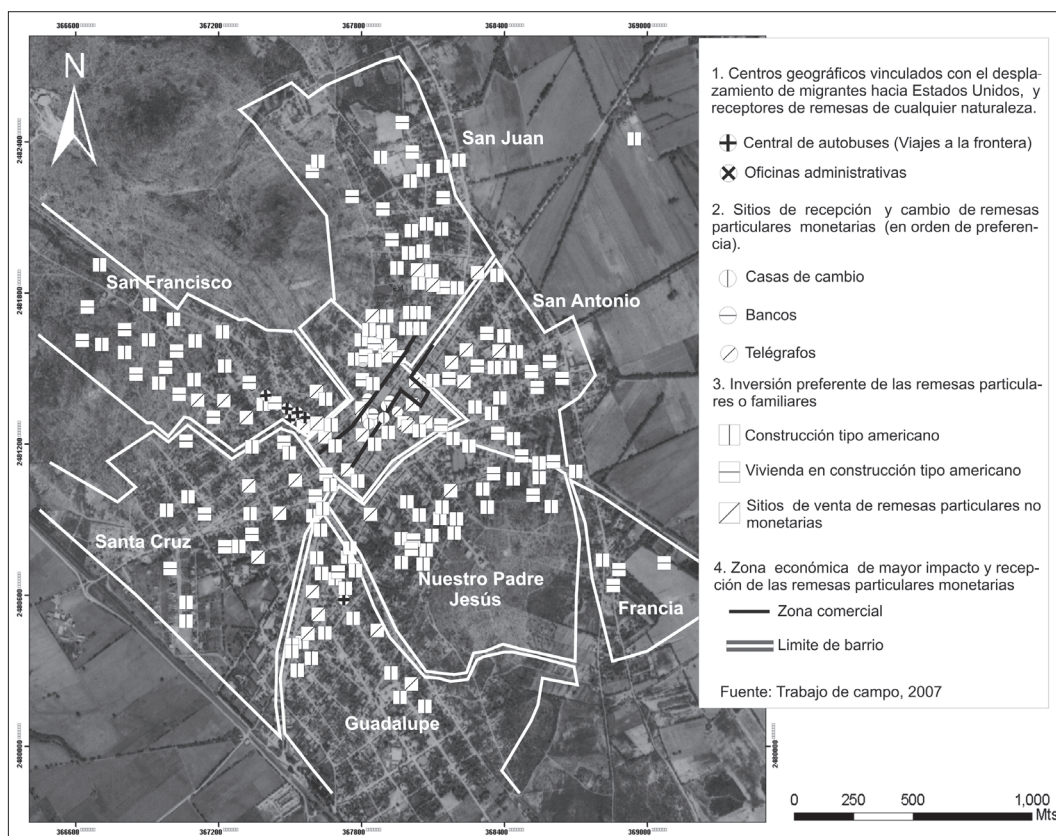 366600 367200 367800 368400 369000
N
2482400
2481800
2481200
2480600
2480000
San Juan
San Francisco
San Antonio
Santa Cruz
Nuestro Padre
Jesús
Francia
Guadalupe
366600 367200 367800 368400 369000
2480000
1. Centros geográficos vinculados con el despla-
zamiento de migrantes hacia Estados Unidos, y
receptores de remesas de cualquier naturaleza.
Central de autobuses (Viajes a la frontera)
Oficinas administrativas
2. Sitios de recepción y cambio de remesas
particulares monetarias (en orden de preferen-
cia).
Casas de cambio
Bancos
Telégrafos
3. Inversión preferente de las remesas particula-
res o familiares
Construcción tipo americano
Vivienda en construcción tipo americano
Sitios de venta de remesas particulares no
monetarias
4. Zona económica de mayor impacto y recep-
ción de las remesas particulares monetarias
Zona comercial
Limite de barrio
Fuente: Trabajo de campo, 2007
0 250 500 1,000
Mts